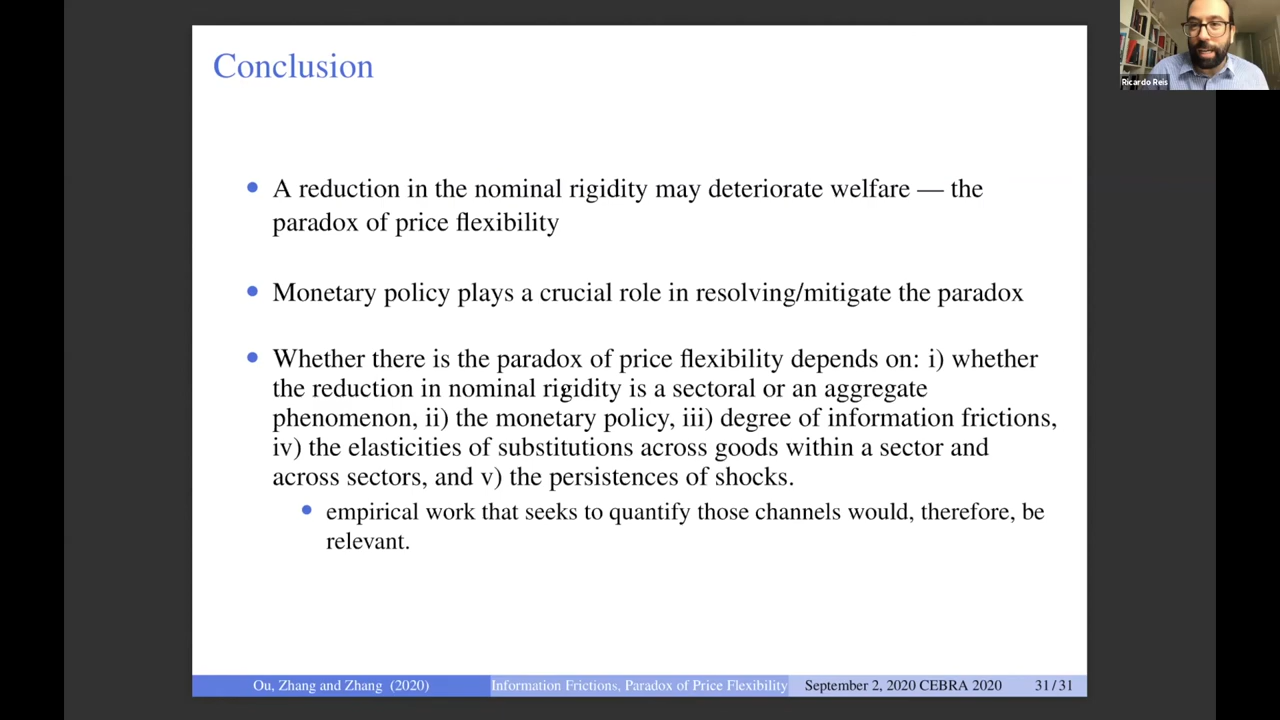 Conclusion
Ricardo Reis
• A reduction in the nominal rigidity may deteriorate welfare — the
paradox of price flexibility
• Monetary policy plays a crucial role in resolving/mitigate the paradox
• Whether there is the paradox of price flexibility depends on: i) whether
the reduction in nominal rigidity is a sectoral or an aggregate
phenomenon, ii) the monetary policy, iii) degree of information frictions,
iv) the elasticities of substitutions across goods within a sector and
across sectors, and v) the persistences of shocks.
• empirical work that seeks to quantify those channels would, therefore, be
relevant.
Ou, Zhang and Zhang (2020) Information Frictions, Paradox of Price Flexibility September 2, 2020 CEBRA 2020 31/31